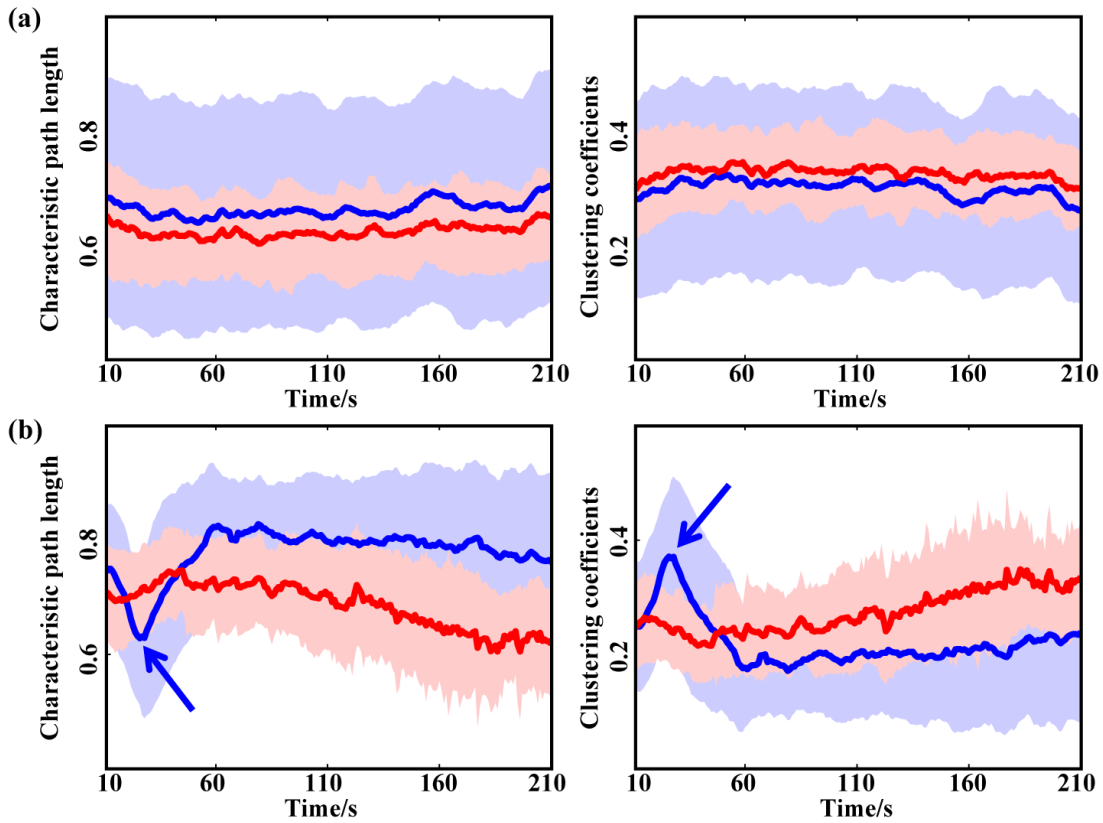 (a)
Characteristic path length
0.8
0.6
10 60 110 160 210
Time/s
Clustering coefficients
0.4
0.2
10 60 110 160 210
Time/s
(b)
Characteristic path length
0.8
0.6
10 60 110 160 210
Time/s
Clustering coefficients
0.4
0.2
10 60 110 160 210
Time/s